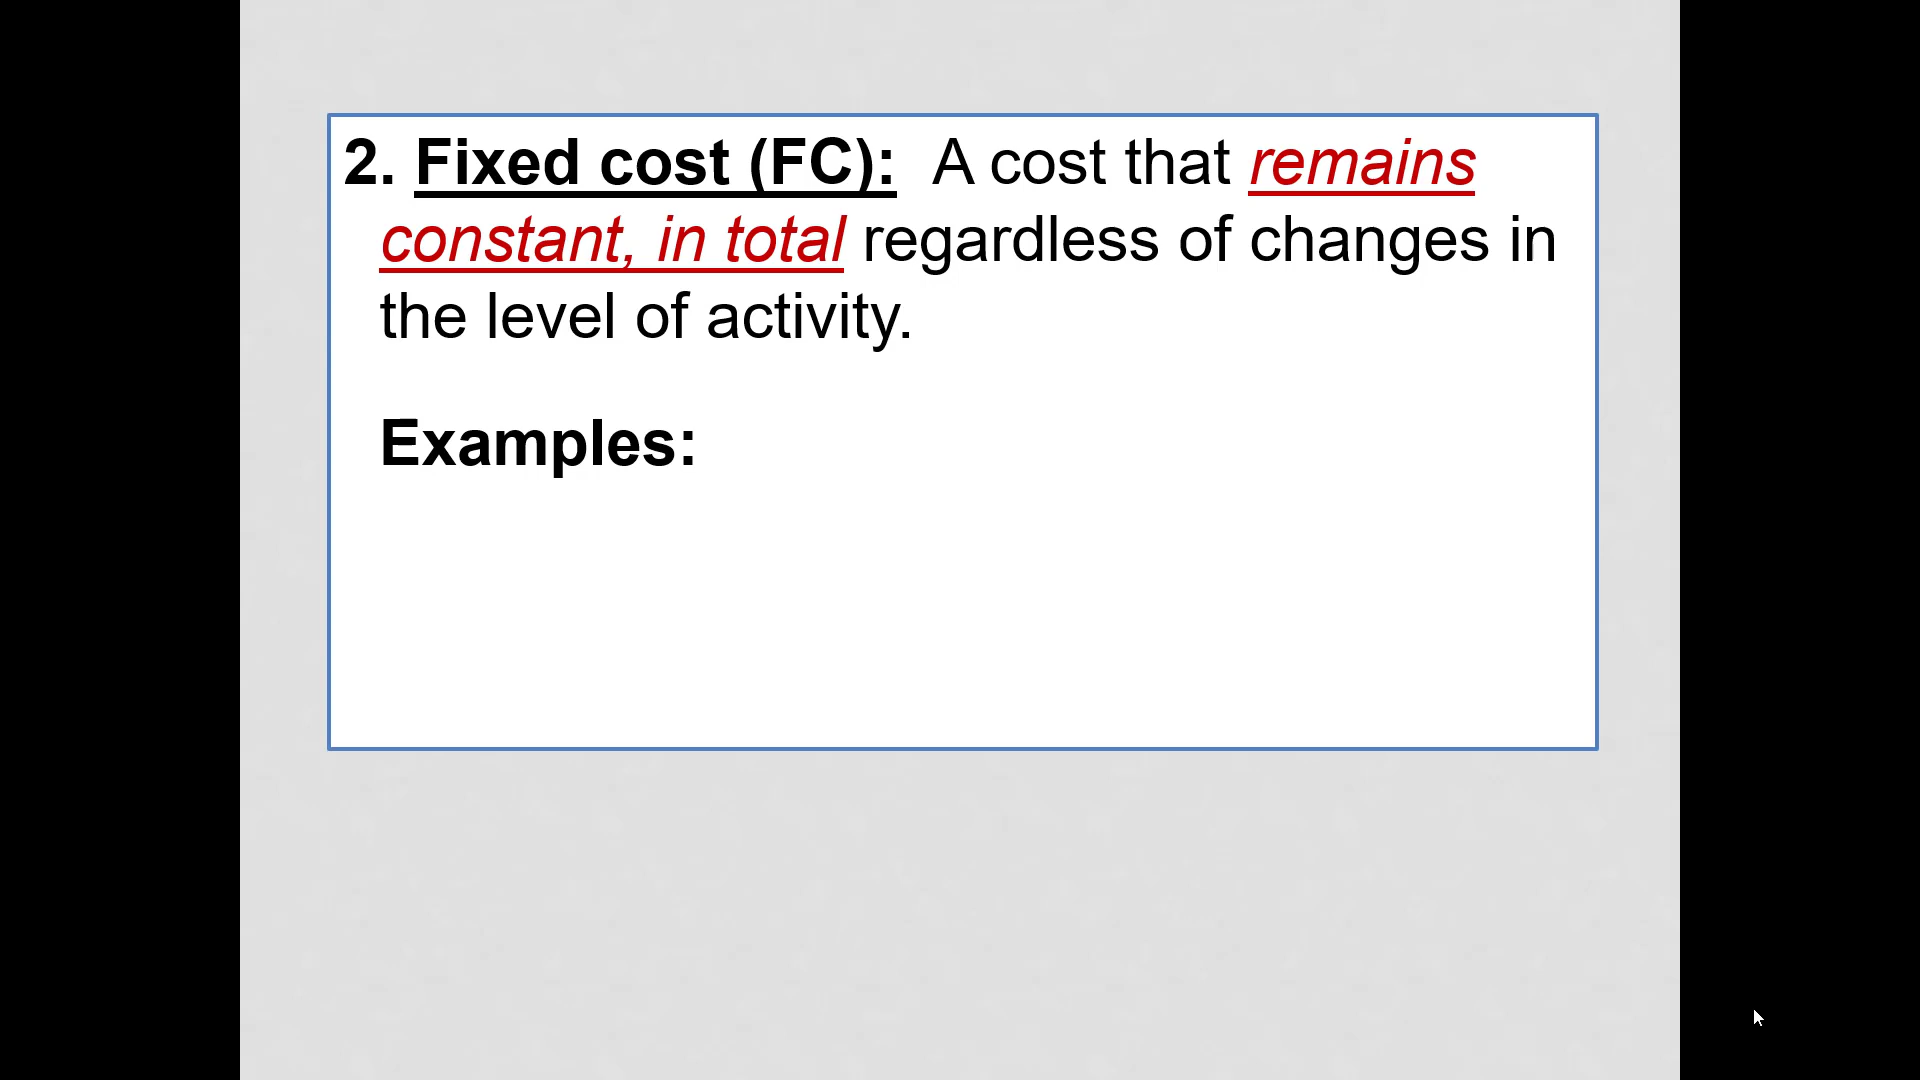 2. Fixed cost (FC): A cost that remains
constant, in total regardless of changes in
the level of activity.
Examples: